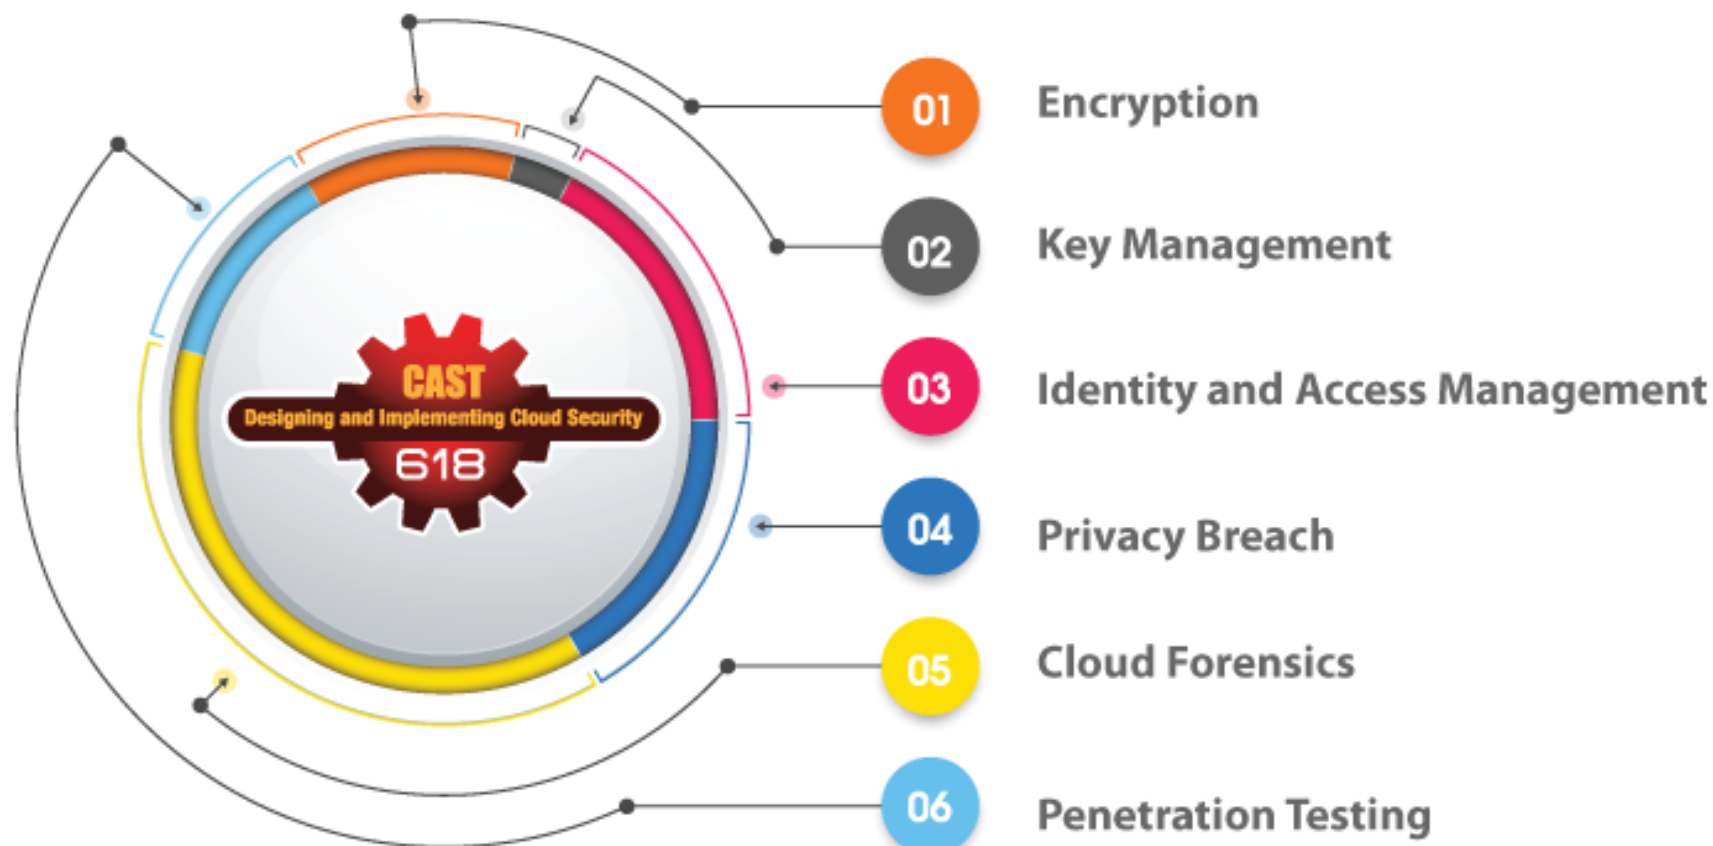 CAST
Designing and Implementing Cloud Security
618
01 Encryption
02 Key Management
03 Identity and Access Management
04 Privacy Breach
05 Cloud Forensics
06 Penetration Testing